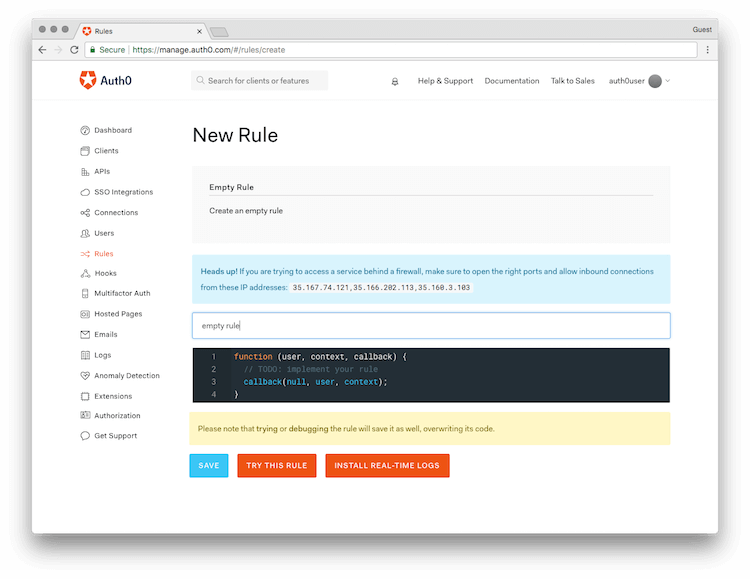 Rules
Guest
Secure
https://manage.auth0.com/#/rules/create
Auth0
Search for clients or features
Help & Support
Documentation
Talk to Sales
auth0user
Dashboard
Clients
APIs
SSO Integrations
Connections
Users
Rules
Hooks
Multifactor Auth
Hosted Pages
Emails
Logs
Anomaly Detection
Extensions
Authorization
Get Support
New Rule
Empty Rule
Create an empty rule
Heads up! If you are trying to access a service behind a firewall, make sure to open the right ports and allow inbound connections
from these IP addresses: 35.167.74.121,35.166.202.113,35.160.3.103
empty rule
1 function (user, context, callback) {
2 // TODO: implement your rule
3 callback(null, user, context);
4 }
Please note that trying or debugging the rule will save it as well, overwriting its code.
SAVE
TRY THIS RULE
INSTALL REAL-TIME LOGS